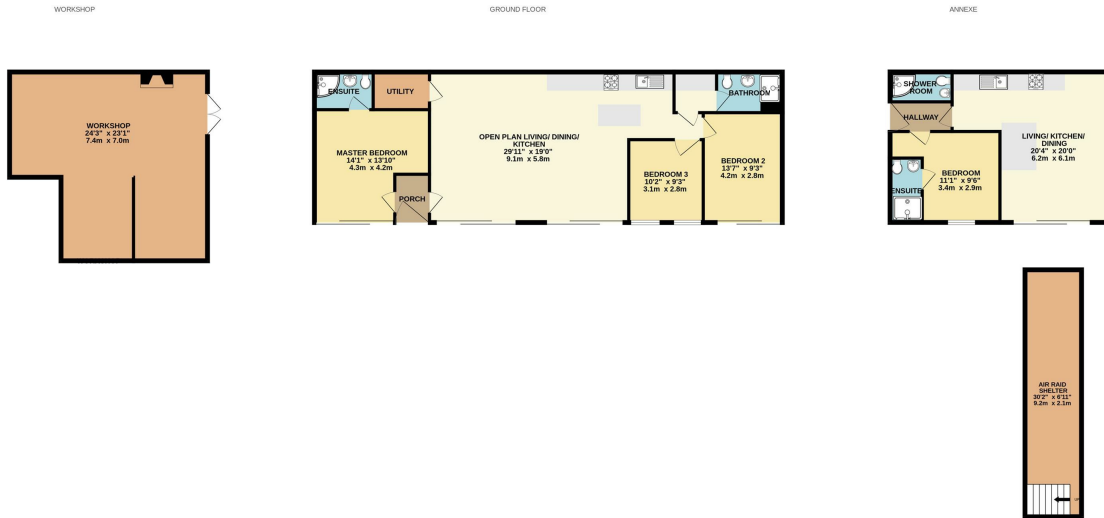 WORKSHOP
GROUND FLOOR
ANNEXE
WORKSHOP
24'3" x 23'1"
7.4m x 7.0m
ENSUITE
UTILITY
MASTER BEDROOM
14'1" x 13'10"
4.3m x 4.2m
PORCH
OPEN PLAN LIVING/ DINING/
KITCHEN
29'11" x 19'0"
9.1m x 5.8m
BATHROOM
BEDROOM 3
10'2" x 9'3"
3.1m x 2.8m
BEDROOM 2
13'7" x 9'3"
4.2m x 2.8m
SHOWER
ROOM
HALLWAY
LIVING/ KITCHEN/
DINING
20'4" x 20'0"
6.2m x 6.1m
BEDROOM
11'1" x 9'6"
3.4m x 2.9m
ENSUITE
AIR RAID
SHELTER
30'2" x 6'11"
9.2m x 2.1m